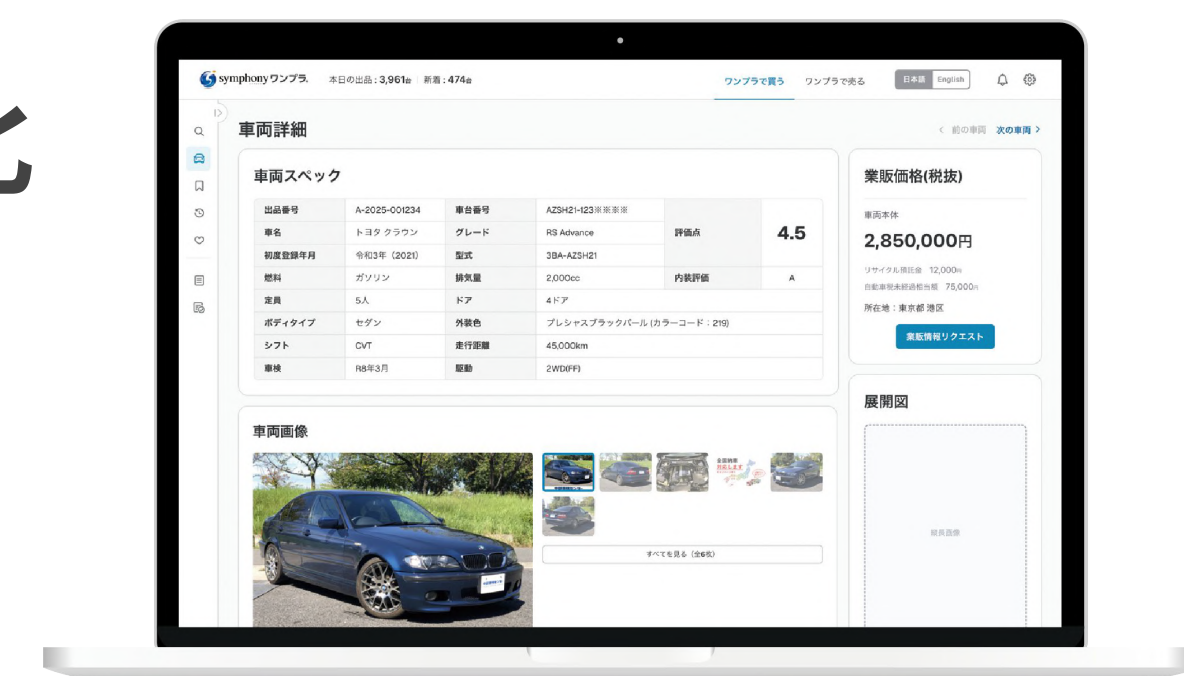 化
symphony ワンプラ. 本日の出品：3,961台 新着：474台 ワンプラで買う ワンプラで売る 日本語 English
車両詳細 前の車両 次の車両
車両スペック
出品番号 A-2025-001234 車台番号 AZSH21-123※※※※ 評価点 4.5
車名 トヨタ クラウン グレード RS Advance
初度登録年月 令和3年（2021） 型式 3BA-AZSH21
燃料 ガソリン 排気量 2,000cc 内装評価 A
定員 5人 ドア 4ドア
ボディタイプ セダン 外装色 プレシャスブラックパール (カラーコード：219)
シフト CVT 走行距離 45,000km
車検 R8年3月 駆動 2WD(FF)
業販価格(税抜)
車両本体
2,850,000円
リサイクル預託金 12,000円
自動車税未経過相当額 75,000円
所在地：東京都 港区
業販情報リクエスト
車両画像
全国納車
対応します
すべてを見る（全6枚）
展開図